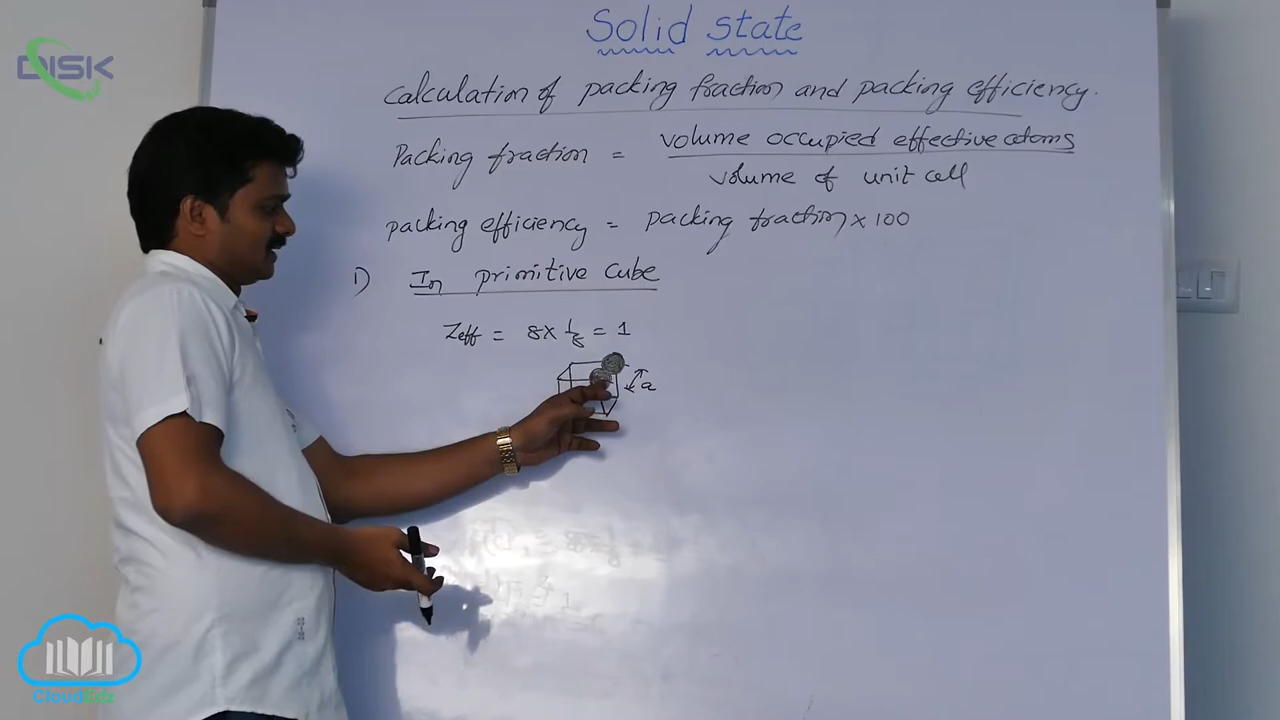 DISK
Solid state
Calculation of packing fraction and packing efficiency.
Packing fraction = volume occupied effective atoms
volume of unit cell
packing efficiency = packing fraction x 100
1) In primitive cube
Zeff = 8 x 1/8 = 1
a
CloudEdz